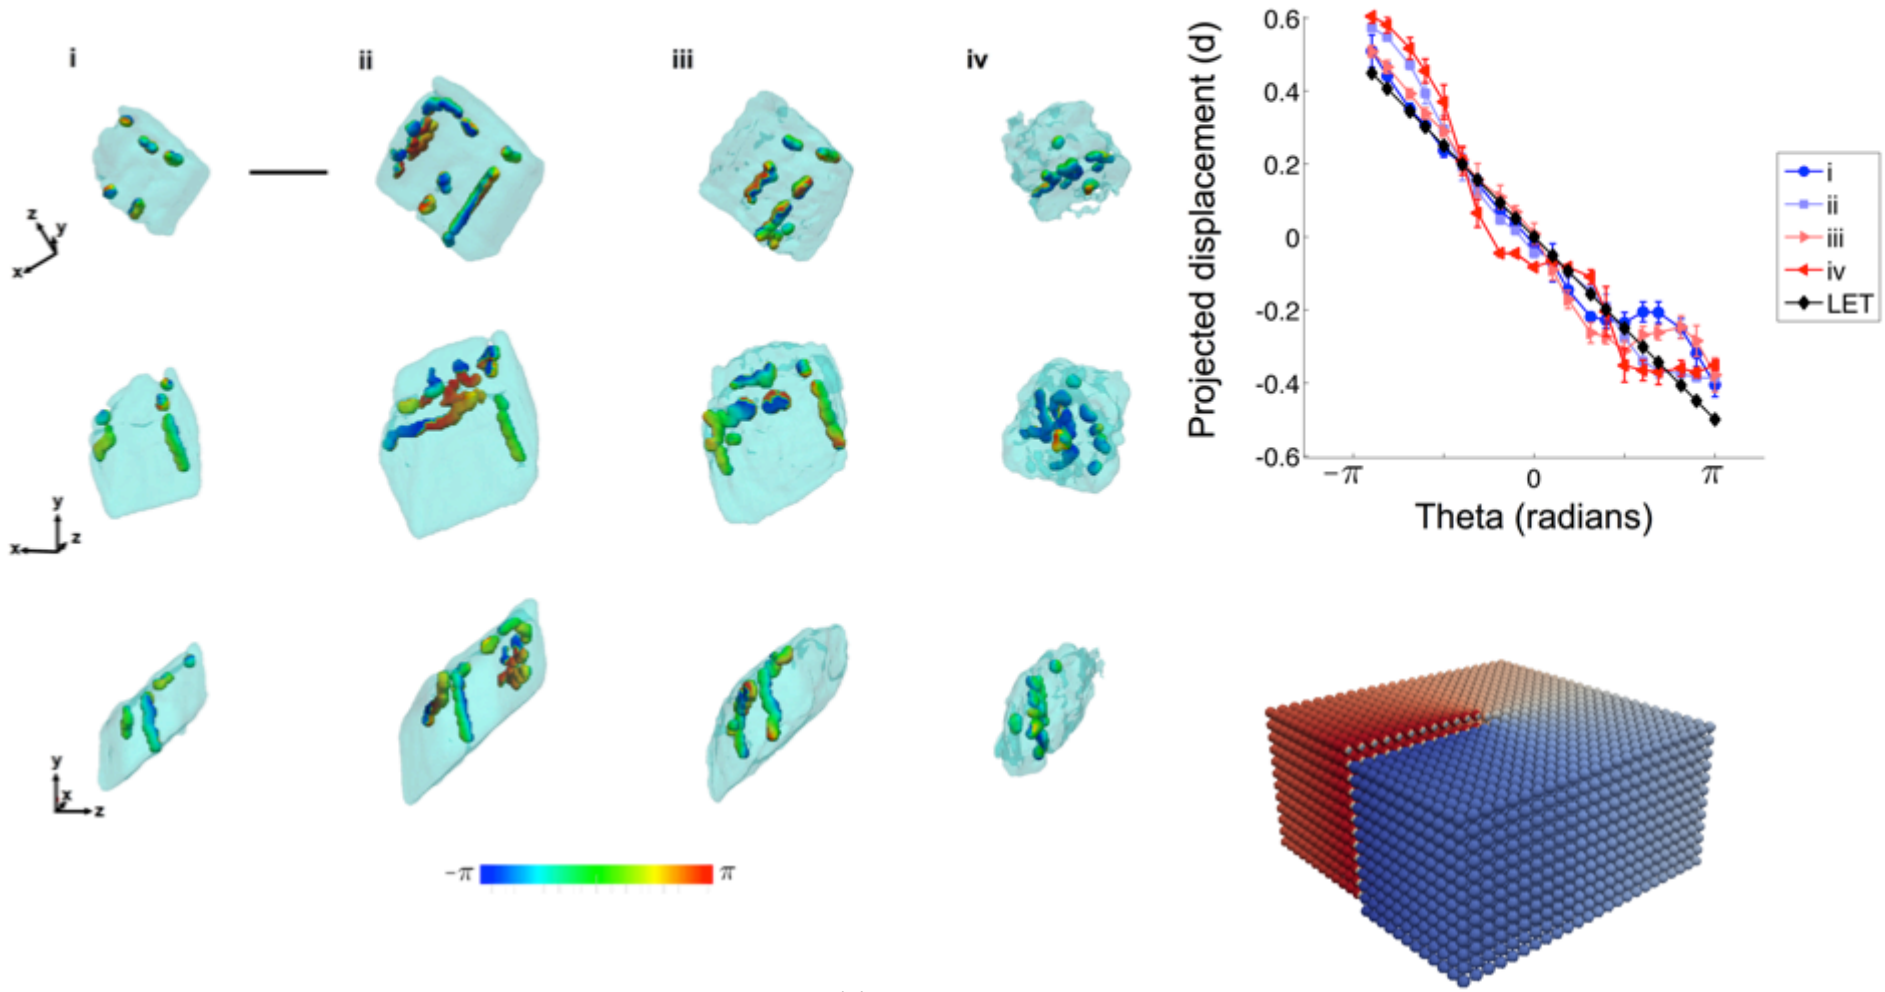 i
ii
iii
iv
z
y
x
y
x
z
y
x
z
-π
π
Projected displacement (d)
0.6
0.4
0.2
0
-0.2
-0.4
-0.6
-π
0
π
Theta (radians)
i
ii
iii
iv
LET